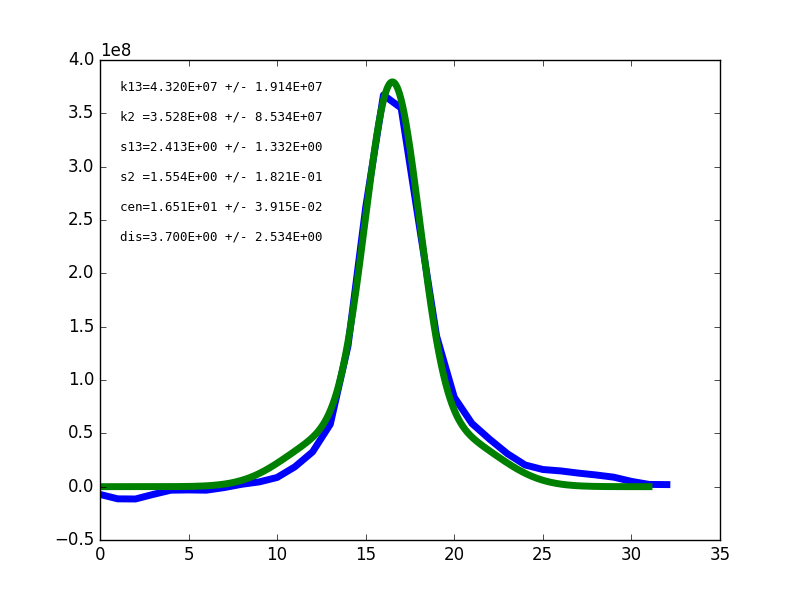 1e8
4.0
k13=4.320E+07 +/- 1.914E+07
k2 =3.528E+08 +/- 8.534E+07
3.5
s13=2.413E+00 +/- 1.332E+00
3.0
s2 =1.554E+00 +/- 1.821E-01
cen=1.651E+01 +/- 3.915E-02
2.5
dis=3.700E+00 +/- 2.534E+00
2.0
1.5
1.0
0.5
0.0
−0.5
0 5 10 15 20 25 30 35